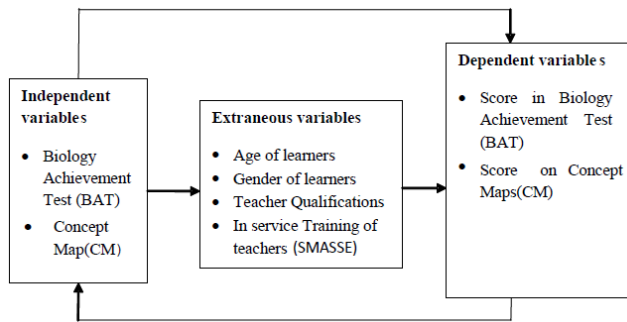 Independent
variables
• Biology
Achievement
Test (BAT)
• Concept
Map(CM)
Extraneous variables
• Age of learners
• Gender of learners
• Teacher Qualifications
• In service Training of
teachers (SMASSE)
Dependent variables
• Score in Biology
Achievement Test
(BAT)
• Score on Concept
Maps(CM)